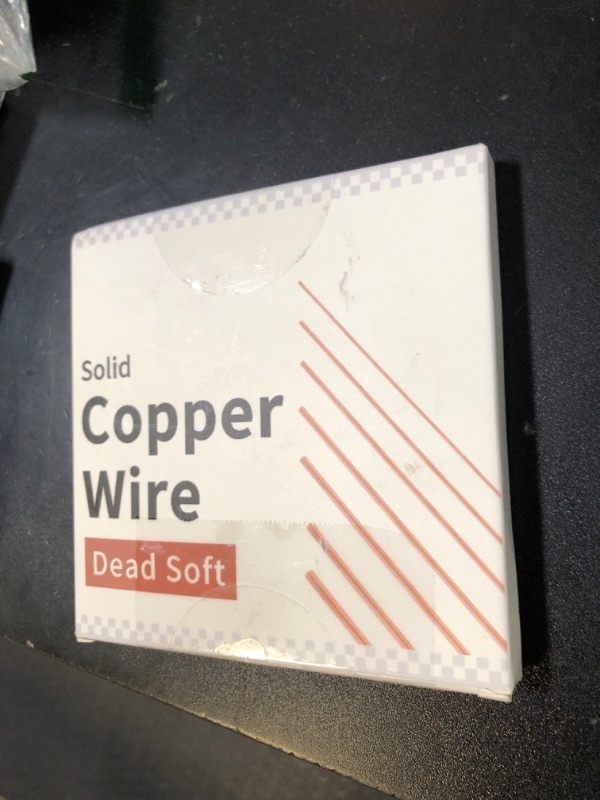 Solid
Copper
Wire
Dead Soft